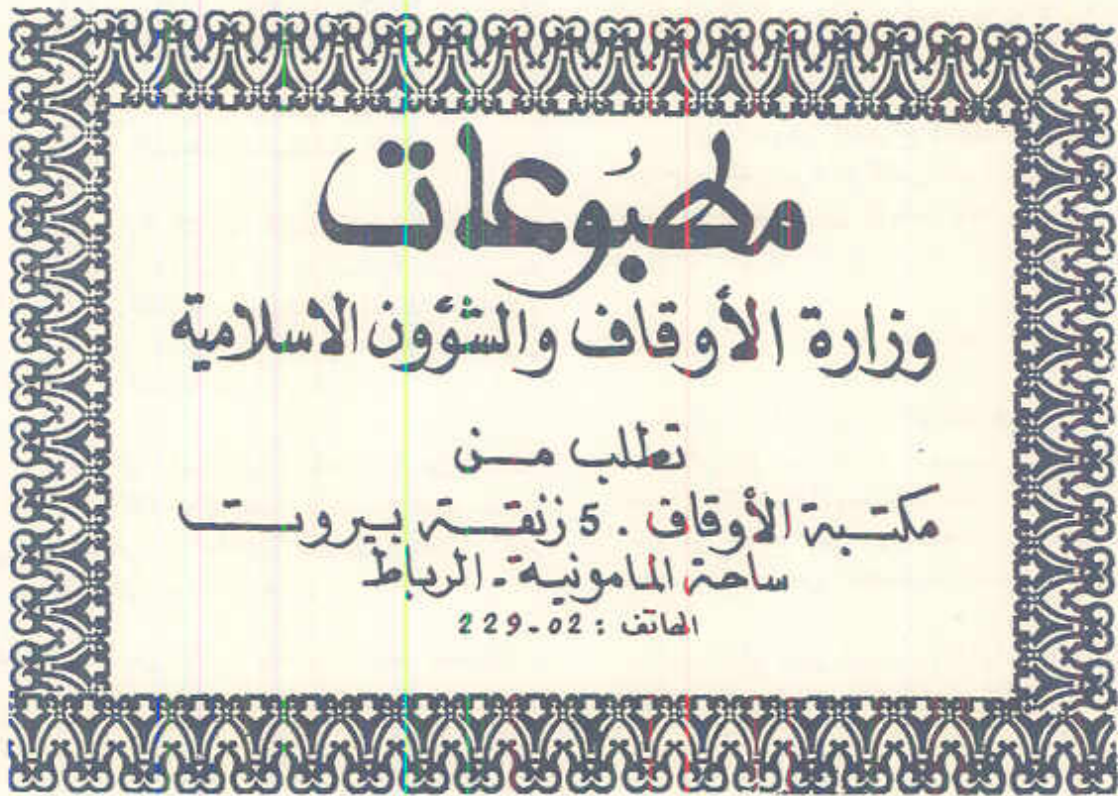 مطبوعات
وزارة الأوقاف والشؤون الاسلامية
تطلب من
مكتبة الأوقاف . 5 زنقة بيروت
ساحة المامونية - الرباط
الهاتف : 02-229